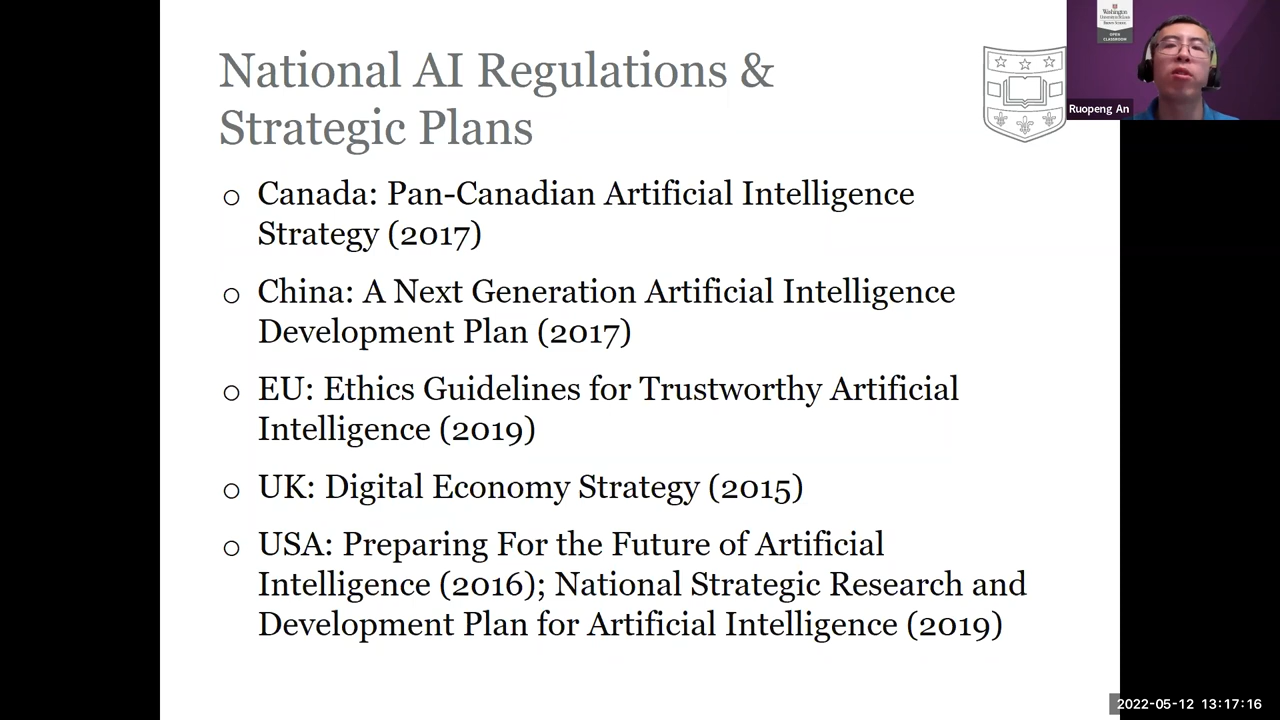 National AI Regulations &
Strategic Plans
Canada: Pan-Canadian Artificial Intelligence
Strategy (2017)
China: A Next Generation Artificial Intelligence
Development Plan (2017)
EU: Ethics Guidelines for Trustworthy Artificial
Intelligence (2019)
UK: Digital Economy Strategy (2015)
USA: Preparing For the Future of Artificial
Intelligence (2016); National Strategic Research and
Development Plan for Artificial Intelligence (2019)
Washington
OPEN
CLASSROOM
Ruopeng An
2022-05-12 13:17:16